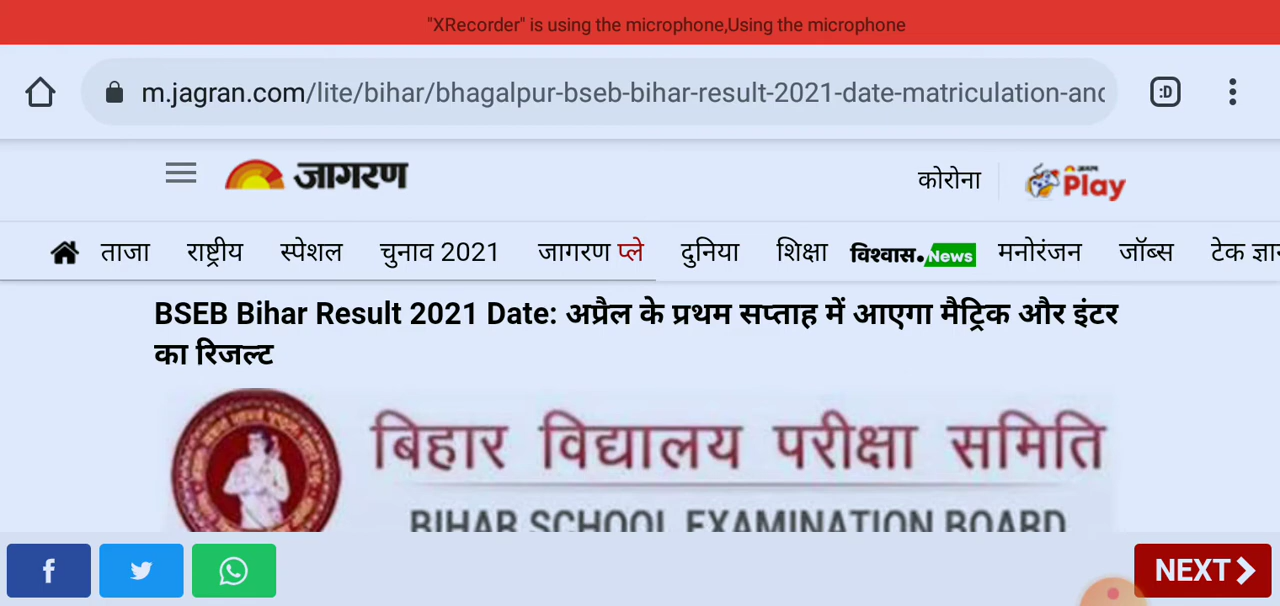 "XRecorder" is using the microphone,Using the microphone
m.jagran.com/lite/bihar/bhagalpur-bseb-bihar-result-2021-date-matriculation-and
:D
जागरण
कोरोना
Play
ताजा राष्ट्रीय स्पेशल चुनाव 2021 जागरण प्ले दुनिया शिक्षा विश्वास.News मनोरंजन जॉब्स टेक ज्ञान
BSEB Bihar Result 2021 Date: अप्रैल के प्रथम सप्ताह में आएगा मैट्रिक और इंटर
का रिजल्ट
बिहार विद्यालय परीक्षा समिति
BIHAR SCHOOL EXAMINATION BOARD
NEXT